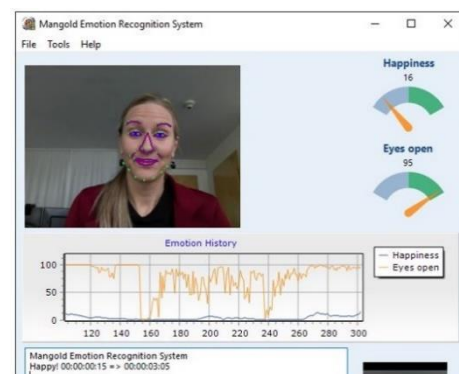 Mangold Emotion Recognition System
File Tools Help
Happiness
16
Eyes open
95
Emotion History
100
50
0
120 140 160 180 200 220 240 260 280 300
Happiness
Eyes open
Mangold Emotion Recognition System
Happy! 00:00:00:15 => 00:00:03:05